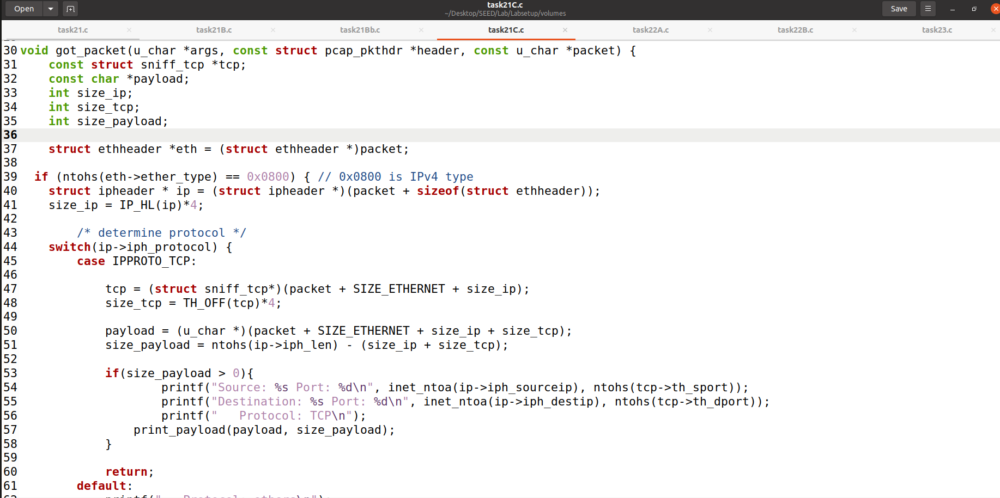 Open
task21C.c
~/Desktop/SEED/Lab/Labsetup/volumes
Save
task21.c
task21B.c
task21Bb.c
task21C.c
task22A.c
task22B.c
task23.c
30 void got_packet(u_char *args, const struct pcap_pkthdr *header, const u_char *packet) {
31     const struct sniff_tcp *tcp;
32     const char *payload;
33     int size_ip;
34     int size_tcp;
35     int size_payload;
36
37     struct ethheader *eth = (struct ethheader *)packet;
38
39   if (ntohs(eth->ether_type) == 0x0800) { // 0x0800 is IPv4 type
40     struct ipheader * ip = (struct ipheader *)(packet + sizeof(struct ethheader));
41     size_ip = IP_HL(ip)*4;
42
43         /* determine protocol */
44     switch(ip->iph_protocol) {
45         case IPPROTO_TCP:
46
47             tcp = (struct sniff_tcp*)(packet + SIZE_ETHERNET + size_ip);
48             size_tcp = TH_OFF(tcp)*4;
49
50             payload = (u_char *)(packet + SIZE_ETHERNET + size_ip + size_tcp);
51             size_payload = ntohs(ip->iph_len) - (size_ip + size_tcp);
52
53             if(size_payload > 0){
54                     printf("Source: %s Port: %d\n", inet_ntoa(ip->iph_sourceip), ntohs(tcp->th_sport));
55                     printf("Destination: %s Port: %d\n", inet_ntoa(ip->iph_destip), ntohs(tcp->th_dport));
56                     printf("   Protocol: TCP\n");
57                 print_payload(payload, size_payload);
58             }
59
60             return;
61         default:
62             printf("   Protocol: others\n");